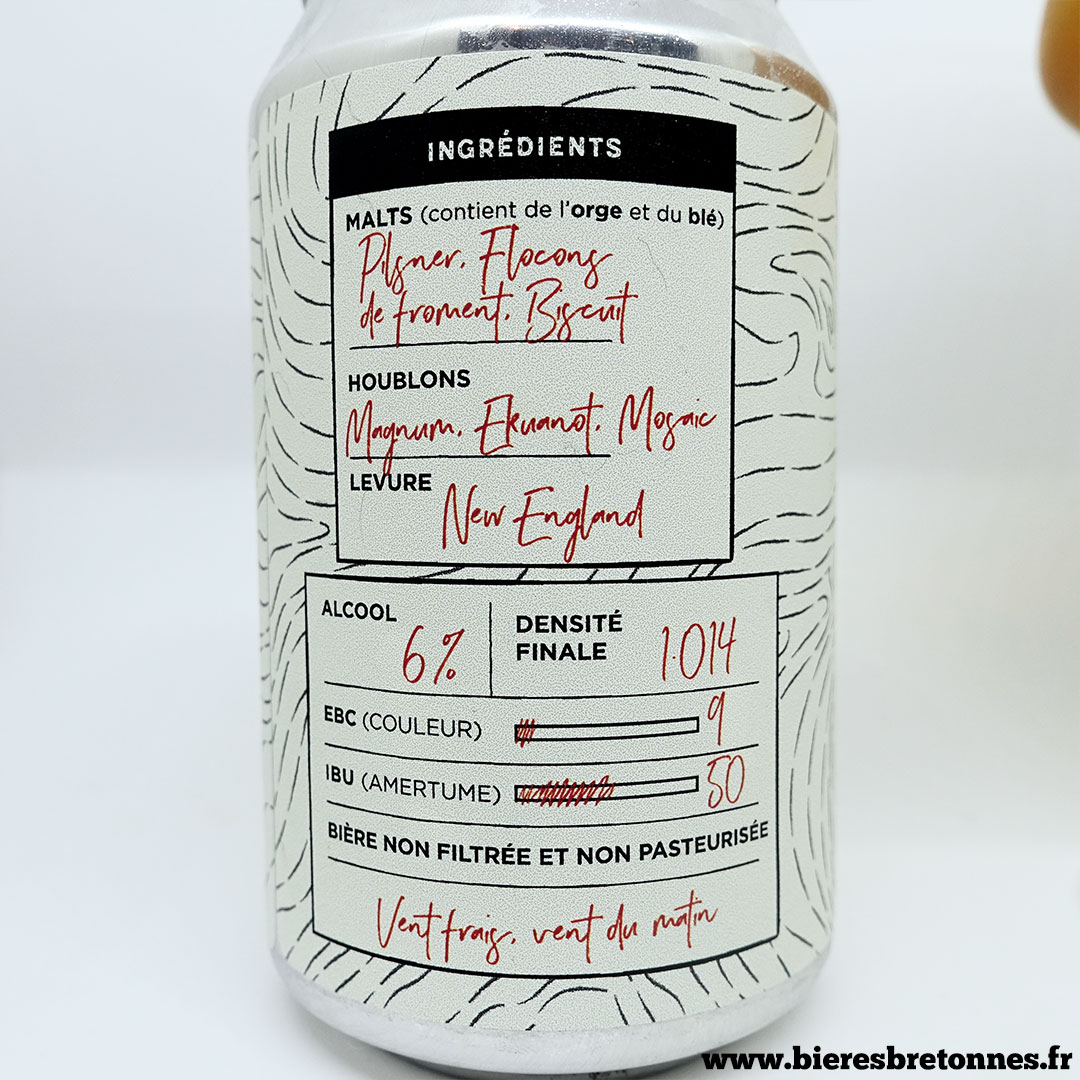 INGRÉDIENTS
MALTS (contient de l'orge et du blé)
Pilsner, Flocons
de froment, Biscuit
HOUBLONS
Magnum, Ekuanot, Mosaic
LEVURE
New England
ALCOOL
6%
DENSITÉ
FINALE
1.014
EBC (COULEUR)
9
IBU (AMERTUME)
50
BIÈRE NON FILTRÉE ET NON PASTEURISÉE
Vent frais, vent du matin
www.bieresbretonnes.fr